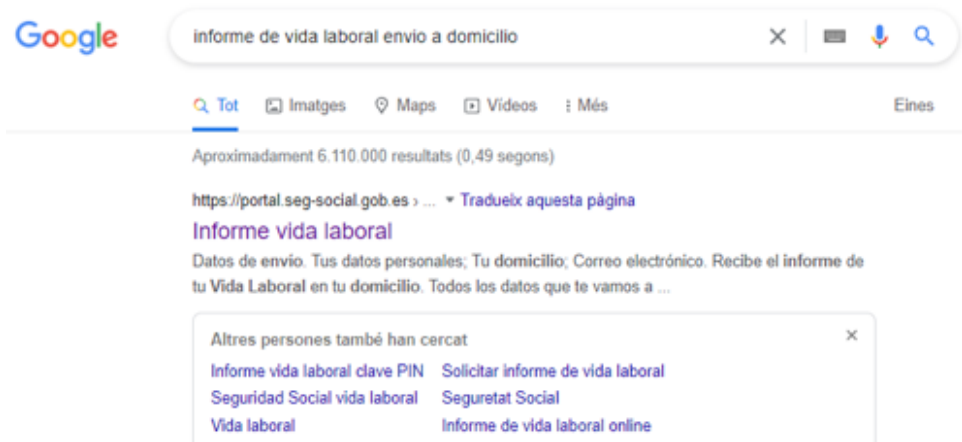 Google
informe de vida laboral envio a domicilio
Tot Imatges Maps Vídeos Més Eines
Aproximadament 6.110.000 resultats (0,49 segons)
https://portal.seg-social.gob.es › ... Tradueix aquesta pàgina
Informe vida laboral
Datos de envío. Tus datos personales; Tu domicilio; Correo electrónico. Recibe el informe de
tu Vida Laboral en tu domicilio. Todos los datos que te vamos a ...
Altres persones també han cercat
Informe vida laboral clave PIN Solicitar informe de vida laboral
Seguridad Social vida laboral Seguretat Social
Vida laboral Informe de vida laboral online